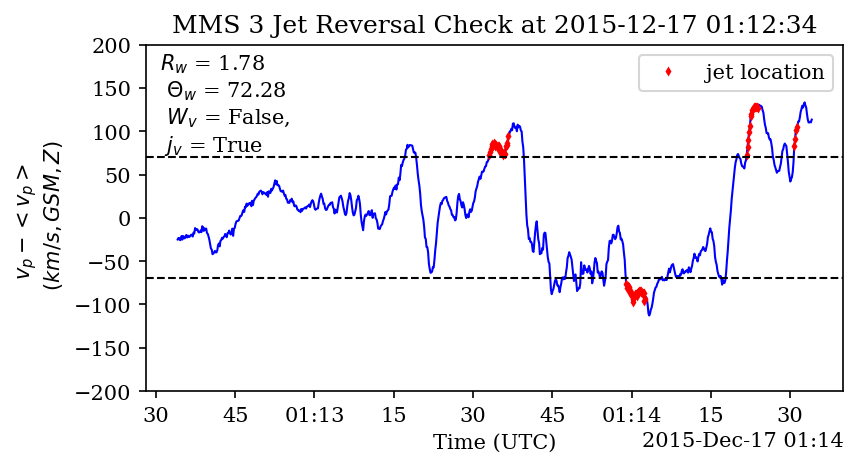 MMS 3 Jet Reversal Check at 2015-12-17 01:12:34
R_w = 1.78
Θ_w = 72.28
W_v = False,
j_v = True
jet location
v_p − < v_p >
(km/s, GSM, Z)
200
150
100
50
0
−50
−100
−150
−200
30 45 01:13 15 30 45 01:14 15 30
Time (UTC)
2015-Dec-17 01:14